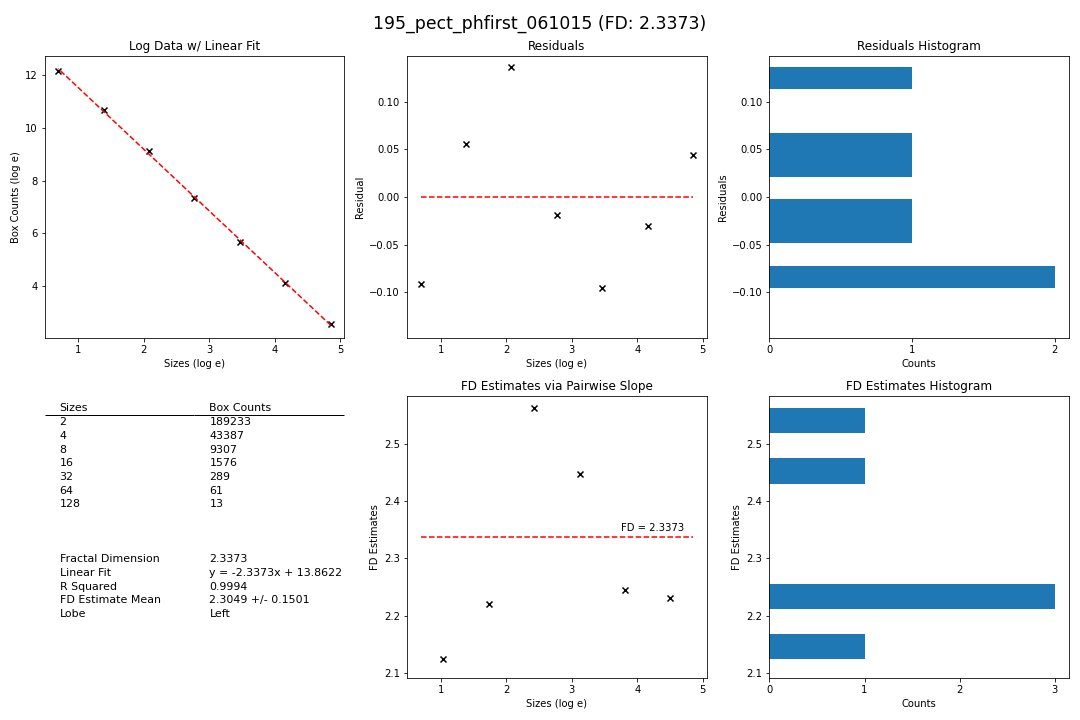 195_pect_phfirst_061015 (FD: 2.3373)
Log Data w/ Linear Fit
12
10
8
6
4
Box Counts (log e)
1 2 3 4 5
Sizes (log e)
Residuals
0.10
0.05
0.00
−0.05
−0.10
Residual
1 2 3 4 5
Sizes (log e)
Residuals Histogram
0.10
0.05
0.00
−0.05
−0.10
Residuals
0 1 2
Counts
Sizes Box Counts
2 189233
4 43387
8 9307
16 1576
32 289
64 61
128 13
Fractal Dimension 2.3373
Linear Fit y = -2.3373x + 13.8622
R Squared 0.9994
FD Estimate Mean 2.3049 +/- 0.1501
Lobe Left
FD Estimates via Pairwise Slope
2.5
2.4
2.3
2.2
2.1
FD Estimates
FD = 2.3373
1 2 3 4 5
Sizes (log e)
FD Estimates Histogram
2.5
2.4
2.3
2.2
2.1
FD Estimates
0 1 2 3
Counts